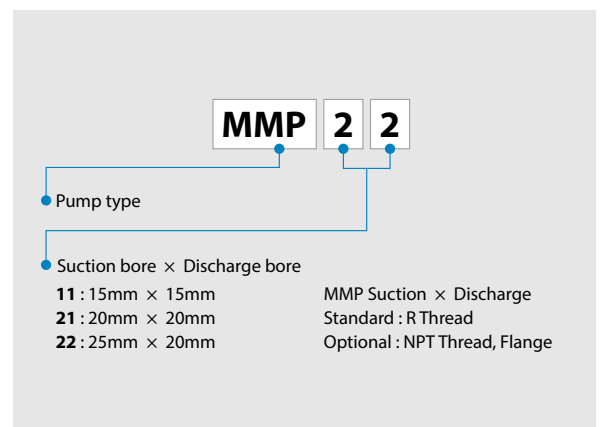 MMP 2 2
Pump type
Suction bore × Discharge bore
11 : 15mm × 15mm MMP Suction × Discharge
21 : 20mm × 20mm Standard : R Thread
22 : 25mm × 20mm Optional : NPT Thread, Flange